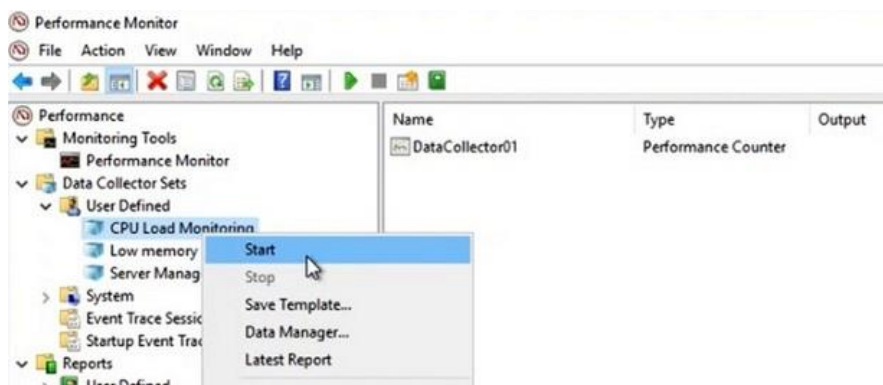 Performance Monitor
File Action View Window Help
Performance
Monitoring Tools
Performance Monitor
Data Collector Sets
User Defined
CPU Load Monitoring
Low memory
Server Manag
System
Event Trace Sessic
Startup Event Trac
Reports
User Defined
Name Type Output
DataCollector01 Performance Counter
Start
Stop
Save Template...
Data Manager...
Latest Report